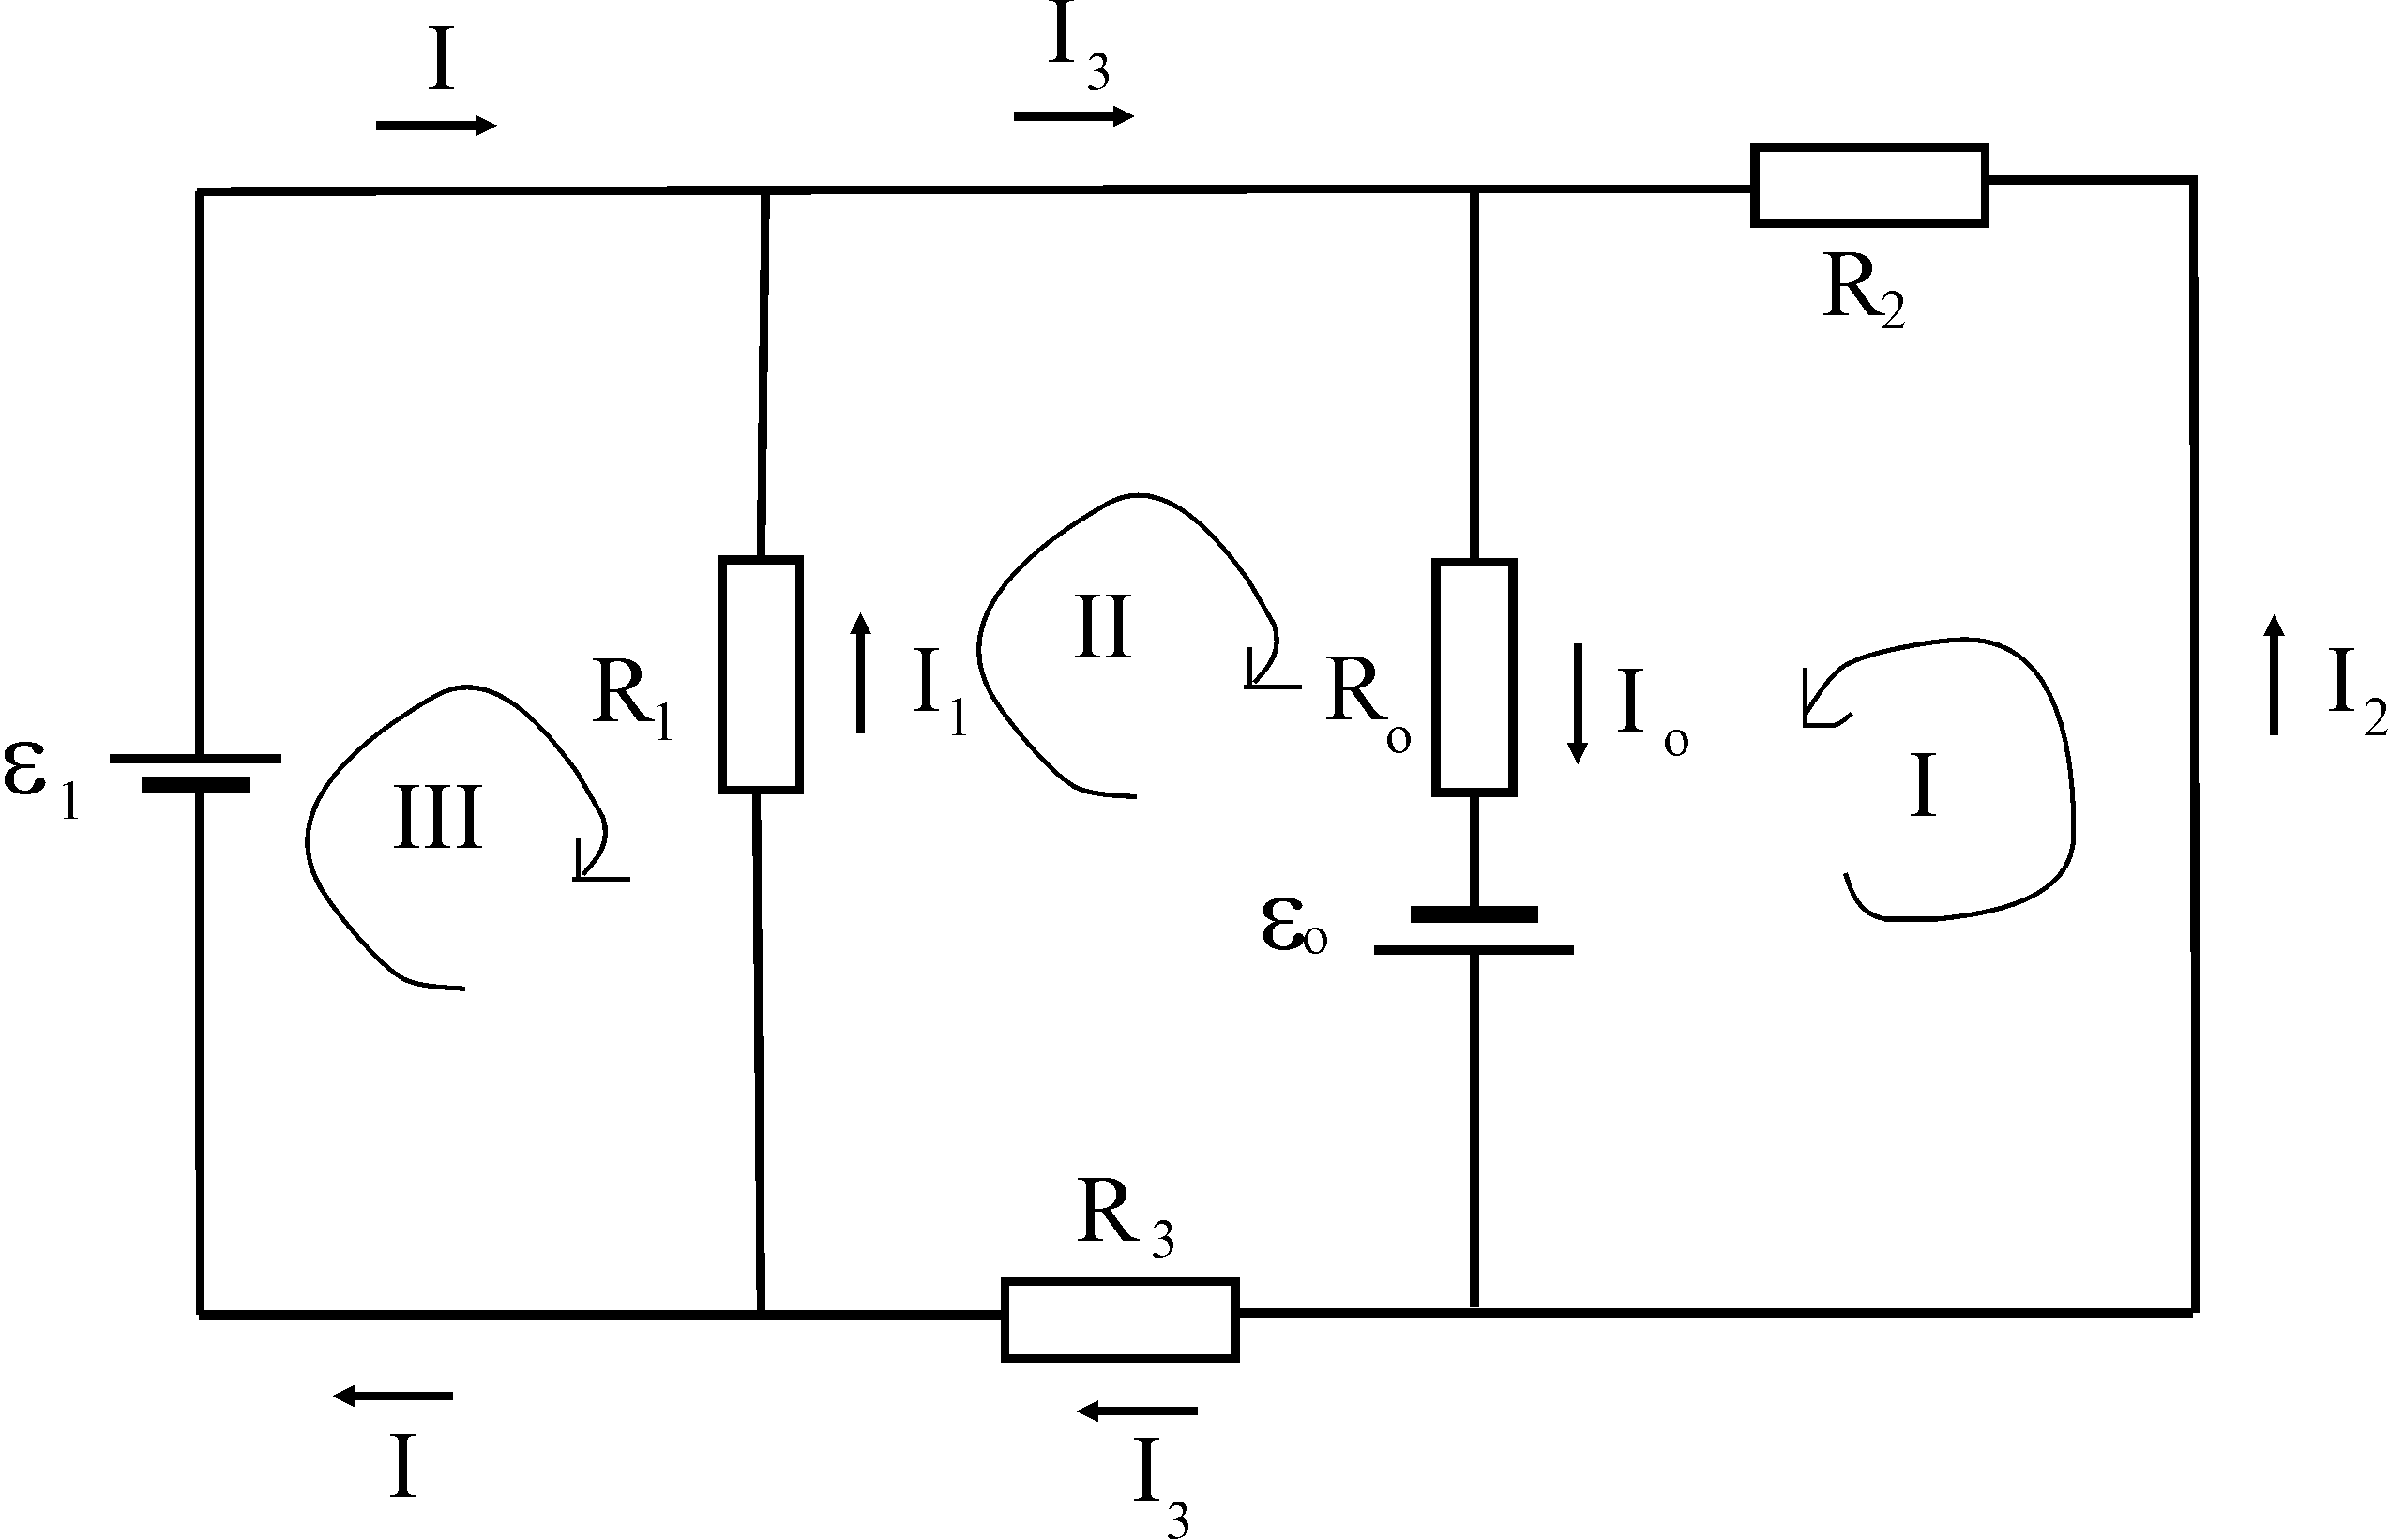 I
I₃
R₂
R₁
I₁
II
Rₒ
Iₒ
I
I₂
ε₁
III
εₒ
R₃
I
I₃